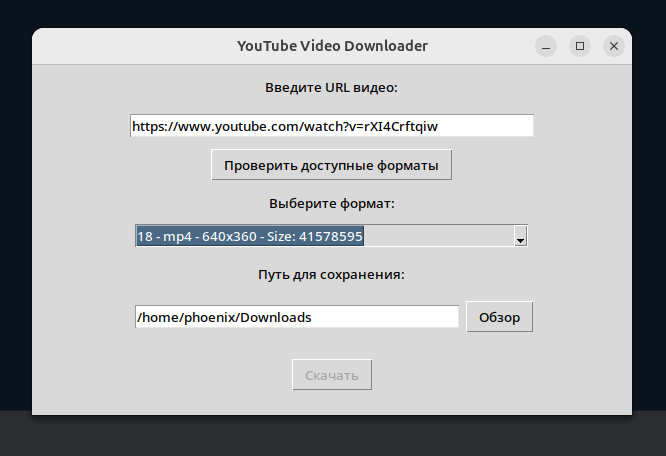 YouTube Video Downloader
Введите URL видео:
https://www.youtube.com/watch?v=rXI4Crftqiw
Проверить доступные форматы
Выберите формат:
18 - mp4 - 640x360 - Size: 41578595
Путь для сохранения:
/home/phoenix/Downloads
Обзор
Скачать